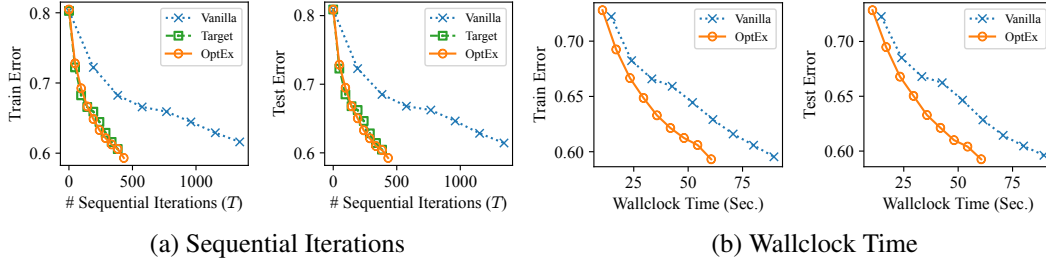 0.8
0.7
0.6
Train Error
0 500 1000
# Sequential Iterations (T)
Vanilla
Target
OptEx
0.8
0.7
0.6
Test Error
0 500 1000
# Sequential Iterations (T)
Vanilla
Target
OptEx
(a) Sequential Iterations
0.70
0.65
0.60
Train Error
25 50 75
Wallclock Time (Sec.)
Vanilla
OptEx
0.70
0.65
0.60
Test Error
25 50 75
Wallclock Time (Sec.)
Vanilla
OptEx
(b) Wallclock Time